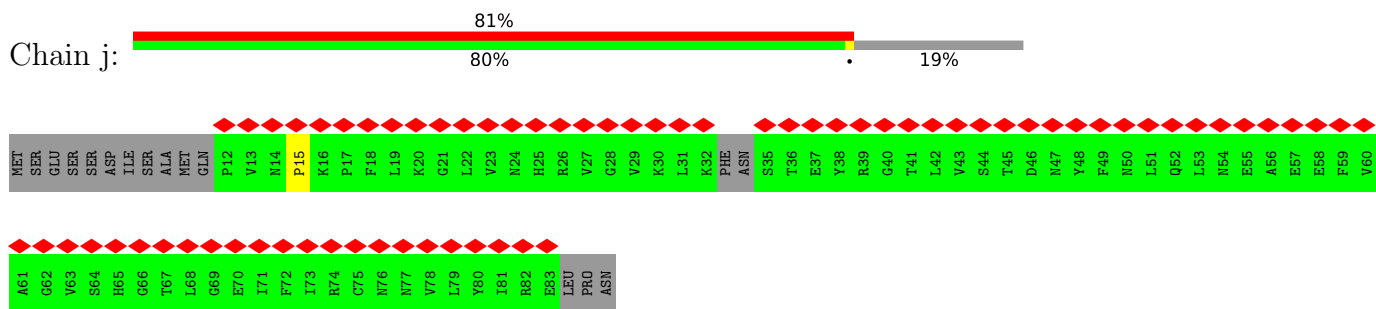 81%
Chain j:
80% • 19%
MET SER GLU SER SER ASP ILE SER ALA MET GLN P12 V13 N14 P15 K16 P17 F18 L19 K20 G21 L22 V23 N24 H25 R26 V27 G28 V29 K30 L31 K32 PHE ASN S35 T36 E37 Y38 R39 G40 T41 L42 V43 S44 T45 D46 N47 Y48 F49 N50 L51 Q52 L53 N54 E55 A56 E57 E58 F59 V60
A61 G62 V63 S64 H65 G66 T67 L68 G69 E70 I71 F72 I73 R74 C75 N76 N77 V78 L79 Y80 I81 R82 E83 LEU PRO ASN